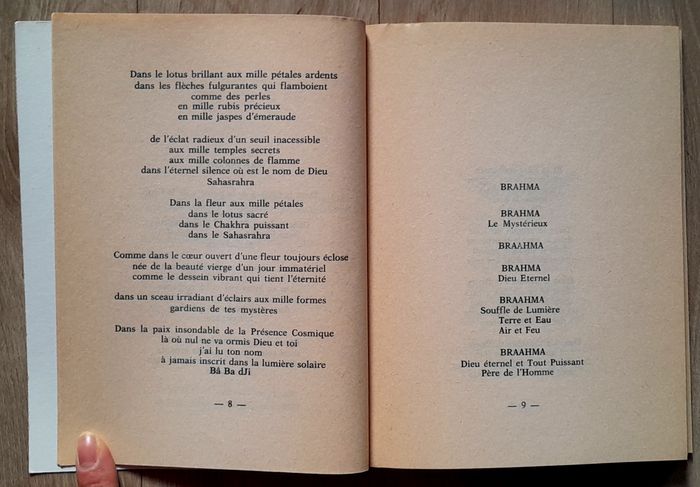 Dans le lotus brillant aux mille pétales ardents
dans les flèches fulgurantes qui flamboient
comme des perles
en mille rubis précieux
en mille jaspes d'émeraude
de l'éclat radieux d'un seuil inacessible
aux mille temples secrets
aux mille colonnes de flamme
dans l'éternel silence où est le nom de Dieu
Sahasrahra
Dans la fleur aux mille pétales
dans le lotus sacré
dans le Chakhra puissant
dans le Sahasrahra
Comme dans le cœur ouvert d'une fleur toujours éclose
née de la beauté vierge d'un jour immatériel
comme le dessein vibrant qui tient l'éternité
dans un sceau irradiant d'éclairs aux mille formes
gardiens de tes mystères
Dans la paix insondable de la Présence Cosmique
là où nul ne va ormis Dieu et toi
j'ai lu ton nom
à jamais inscrit dans la lumière solaire
Bâ Ba dJi
— 8 —
BRAHMA
BRAHMA
Le Mystérieux
BRAAHMA
BRAHMA
Dieu Eternel
BRAAHMA
Souffle de Lumière
Terre et Eau
Air et Feu
BRAAHMA
Dieu éternel et Tout Puissant
Père de l'Homme
— 9 —